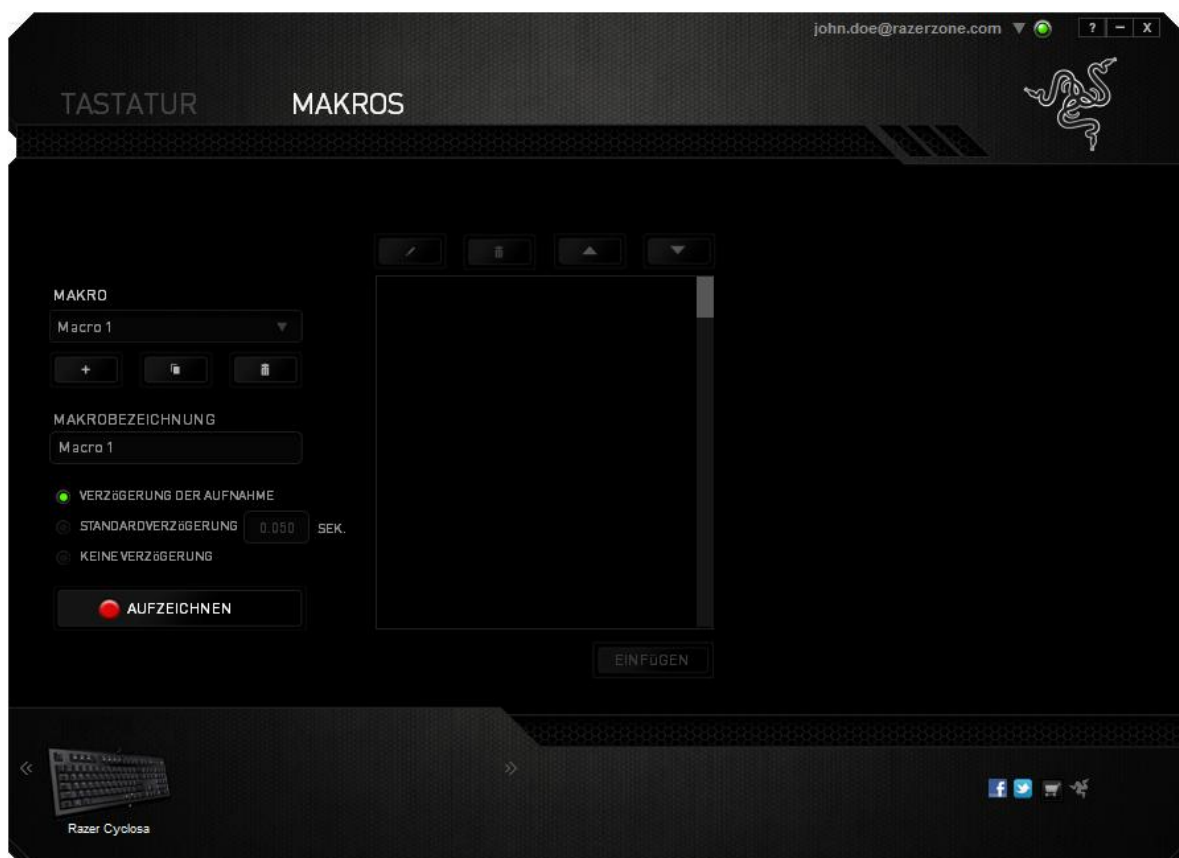 john.doe@razerzone.com
? – X
TASTATUR MAKROS
MAKRO
Macro 1
MAKROBEZEICHNUNG
Macro 1
VERZöGERUNG DER AUFNAHME
STANDARDVERZöGERUNG 0.050 SEK.
KEINE VERZöGERUNG
AUFZEICHNEN
EINFüGEN
Razer Cyclosa